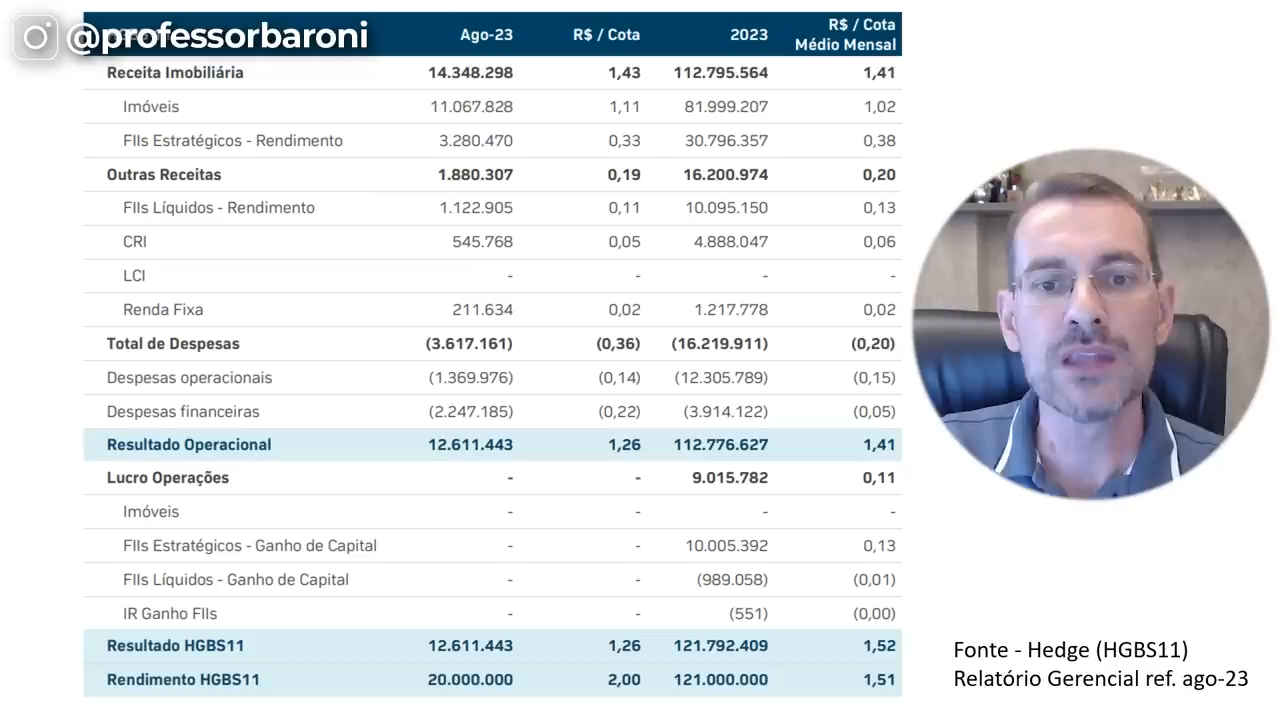 @professorbaroni
Ago-23 R$ / Cota 2023 R$ / Cota Médio Mensal
Receita Imobiliária 14.348.298 1,43 112.795.564 1,41
Imóveis 11.067.828 1,11 81.999.207 1,02
FIIs Estratégicos - Rendimento 3.280.470 0,33 30.796.357 0,38
Outras Receitas 1.880.307 0,19 16.200.974 0,20
FIIs Líquidos - Rendimento 1.122.905 0,11 10.095.150 0,13
CRI 545.768 0,05 4.888.047 0,06
LCI - - - -
Renda Fixa 211.634 0,02 1.217.778 0,02
Total de Despesas (3.617.161) (0,36) (16.219.911) (0,20)
Despesas operacionais (1.369.976) (0,14) (12.305.789) (0,15)
Despesas financeiras (2.247.185) (0,22) (3.914.122) (0,05)
Resultado Operacional 12.611.443 1,26 112.776.627 1,41
Lucro Operações - - 9.015.782 0,11
Imóveis - - - -
FIIs Estratégicos - Ganho de Capital - - 10.005.392 0,13
FIIs Líquidos - Ganho de Capital - - (989.058) (0,01)
IR Ganho FIIs - - (551) (0,00)
Resultado HGBS11 12.611.443 1,26 121.792.409 1,52
Rendimento HGBS11 20.000.000 2,00 121.000.000 1,51
Fonte - Hedge (HGBS11)
Relatório Gerencial ref. ago-23